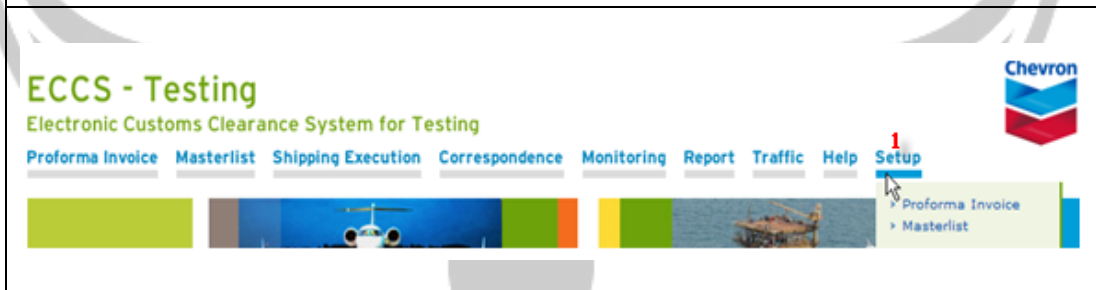 Chevron
ECCS - Testing
Electronic Customs Clearance System for Testing
1
Proforma Invoice Masterlist Shipping Execution Correspondence Monitoring Report Traffic Help Setup
Proforma Invoice
Masterlist